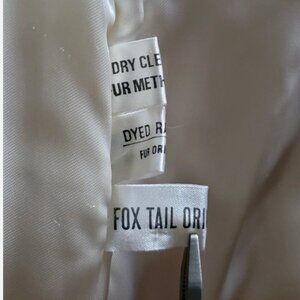 DRY CLE
UR METH
DYED RA
FUR OR
FOX TAIL ORI